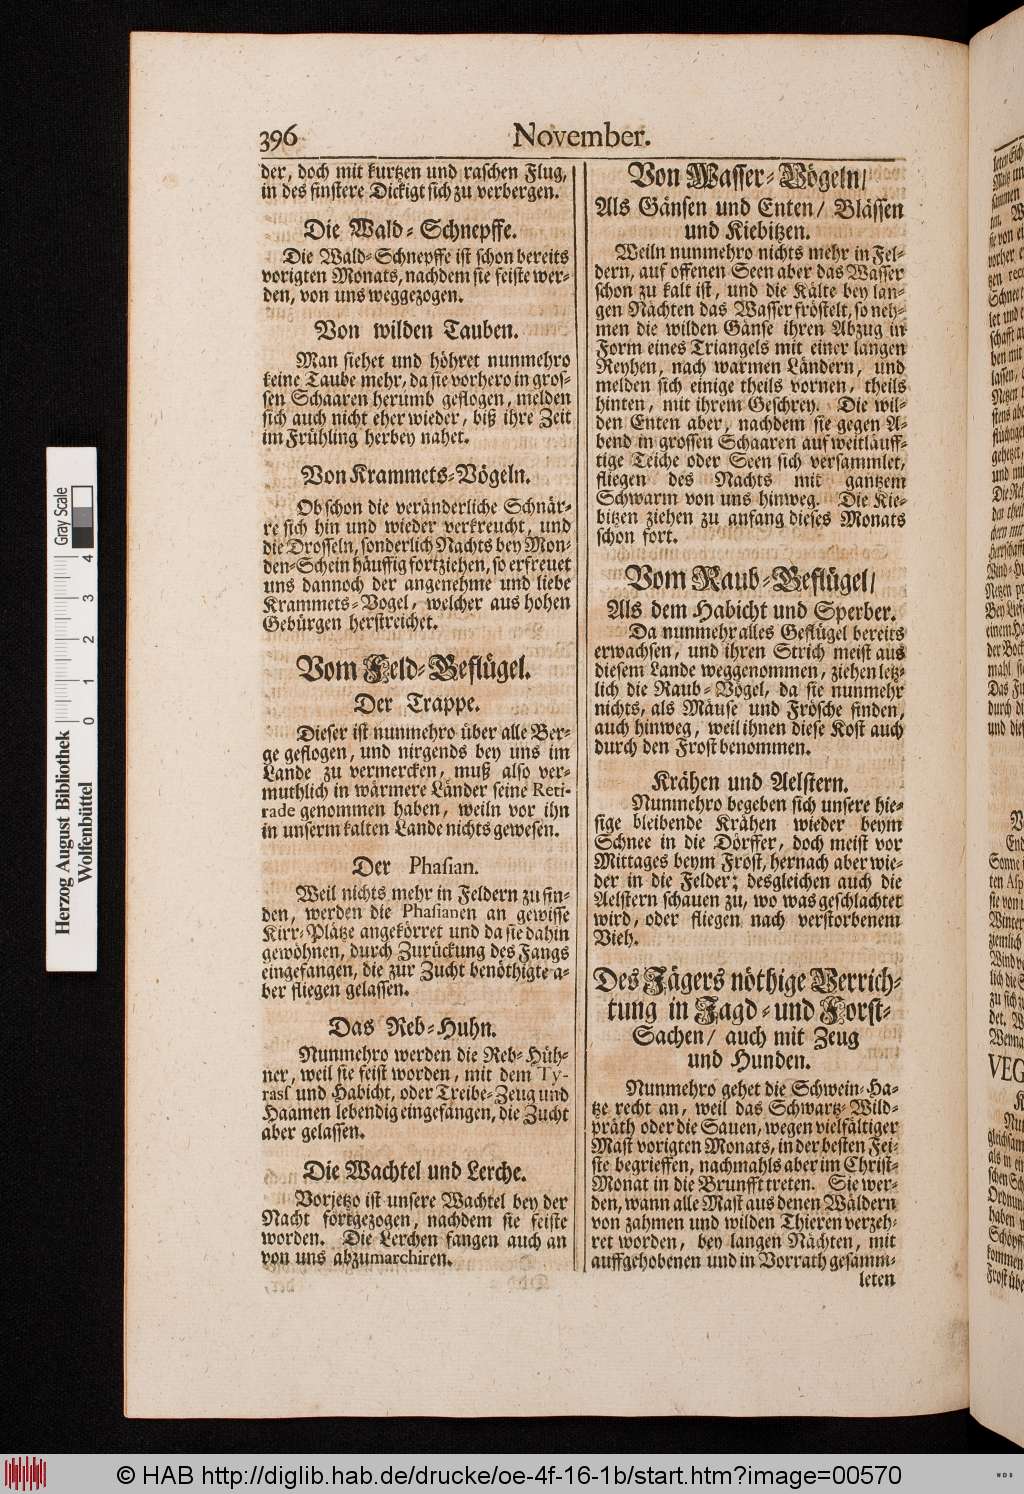 396
November.
der, doch mit kurtzen und raschen Flug,
in des finstere Dickigt sich zu verbergen.
Die Wald-Schnepffe.
Die Wald-Schnepffe ist schon bereits
vorigten Monats, nachdem sie feiste wer-
den, von uns weggezogen.
Von wilden Tauben.
Man siehet und höhret nunmehro
keine Taube mehr, da sie vorhero in gros-
sen Schaaren herumb geflogen, melden
sich auch nicht eher wieder, biß ihre Zeit
im Frühling herbey nahet.
Von Krammets-Vögeln.
Ob schon die veränderliche Schnär-
re sich hin und wieder verkreucht, und
die Drosseln, sonderlich Nachts bey Mon-
den-Schein häuffig fortziehen, so erfreuet
uns dannoch der angenehme und liebe
Krammets-Vogel, welcher aus hohen
Gebürgen herstreichet.
Vom Feld-Geflügel.
Der Trappe.
Dieser ist nunmehro über alle Ber-
ge geflogen, und nirgends bey uns im
Lande zu vermercken, muß also ver-
muthlich in wärmere Länder seine Reti-
rade genommen haben, weiln vor ihn
in unserm kalten Lande nichts gewesen.
Der Phasian.
Weil nichts mehr in Feldern zu fin-
den, werden die Phasianen an gewisse
Kirr-Plätze angekörret und da sie dahin
gewöhnen, durch Zurückung des Fangs
eingefangen, die zur Zucht benöthigte a-
ber fliegen gelassen.
Das Reb-Huhn.
Nunmehro werden die Reb-Hüh-
ner, weil sie feist worden, mit dem Ty-
rass und Habicht, oder Treibe-Zeug und
Haamen lebendig eingefangen, die Zucht
aber gelassen.
Die Wachtel und Lerche.
Vorjetzo ist unsere Wachtel bey der
Nacht fortgezogen, nachdem sie feiste
worden. Die Lerchen fangen auch an
von uns abzumarchiren.
Von Wasser-Vögeln/
Als Gänsen und Enten/ Blässen
und Kiebitzen.
Weiln nunmehro nichts mehr in Fel-
dern, auf offenen Seen aber das Wasser
schon zu kalt ist, und die Kälte bey lan-
gen Nächten das Wasser fröstelt, so neh-
men die wilden Gänse ihren Abzug in
Form eines Triangels mit einer langen
Reyhen, nach warmen Ländern, und
melden sich einige theils vornen, theils
hinten, mit ihrem Geschrey. Die wil-
den Enten aber, nachdem sie gegen A-
bend in grossen Schaaren auf weitläuff-
tige Teiche oder Seen sich versammlet,
fliegen des Nachts mit gantzem
Schwarm von uns hinweg. Die Kie-
bitzen ziehen zu anfang dieses Monats
schon fort.
Vom Raub-Geflügel/
Als dem Habicht und Sperber.
Da nunmehr alles Geflügel bereits
erwachsen, und ihren Strich meist aus
diesem Lande weggenommen, ziehen letz-
lich die Raub-Vögel, da sie nunmehr
nichts, als Mäuse und Frösche finden,
auch hinweg, weil ihnen diese Kost auch
durch den Frost benommen.
Krähen und Aelstern.
Nunmehro begeben sich unsere hie-
sige bleibende Krähen wieder beym
Schnee in die Dörffer, doch meist vor
Mittages beym Frost, hernach aber wie-
der in die Felder; desgleichen auch die
Aelstern schauen zu, wo was geschlachtet
wird, oder fliegen nach verstorbenem
Vieh.
Des Jägers nöthige Verrich-
tung in Jagd- und Forst-
Sachen/ auch mit Zeug
und Hunden.
Nunmehro gehet die Schwein-Ha-
tze recht an, weil das Schwartz-Wild-
präth oder die Sauen, wegen vielfältiger
Mast vorigten Monats, in der besten Fei-
ste begrieffen, nachmahls aber im Christ-
Monat in die Brunfft treten. Sie wer-
den, wann alle Mast aus denen Wäldern
von zahmen und wilden Thieren verzeh-
ret worden, bey langen Nächten, mit
auffgehobenen und in Vorrath gesamm-
leten
Gray Scale
4
3
2
1
0
Herzog August Bibliothek
Wolfenbüttel
© HAB http://diglib.hab.de/drucke/oe-4f-16-1b/start.htm?image=00570